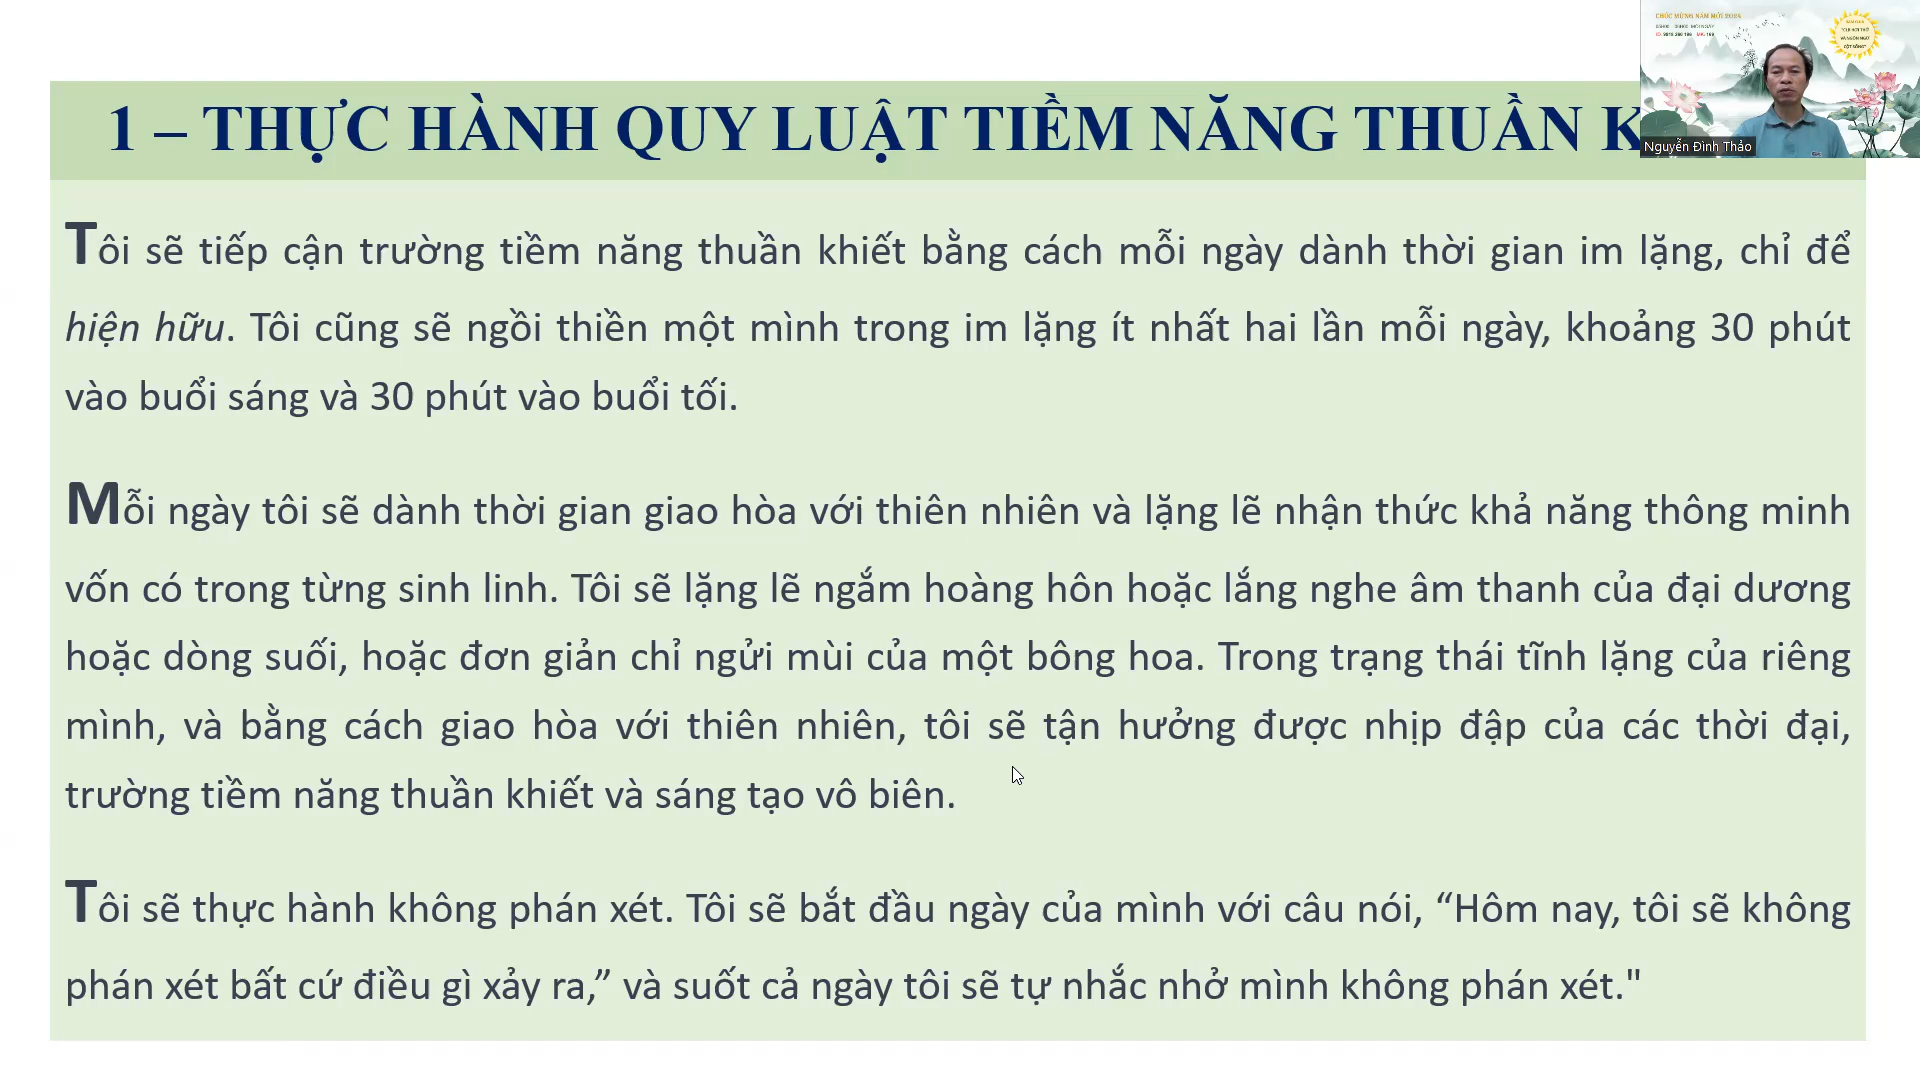 CHÚC MỪNG NĂM MỚI 2024
1 – THỰC HÀNH QUY LUẬT TIỀM NĂNG THUẦN K
Nguyễn Đình Thảo
Tôi sẽ tiếp cận trường tiềm năng thuần khiết bằng cách mỗi ngày dành thời gian im lặng, chỉ để
hiện hữu. Tôi cũng sẽ ngồi thiền một mình trong im lặng ít nhất hai lần mỗi ngày, khoảng 30 phút
vào buổi sáng và 30 phút vào buổi tối.
Mỗi ngày tôi sẽ dành thời gian giao hòa với thiên nhiên và lặng lẽ nhận thức khả năng thông minh
vốn có trong từng sinh linh. Tôi sẽ lặng lẽ ngắm hoàng hôn hoặc lắng nghe âm thanh của đại dương
hoặc dòng suối, hoặc đơn giản chỉ ngửi mùi của một bông hoa. Trong trạng thái tĩnh lặng của riêng
mình, và bằng cách giao hòa với thiên nhiên, tôi sẽ tận hưởng được nhịp đập của các thời đại,
trường tiềm năng thuần khiết và sáng tạo vô biên.
Tôi sẽ thực hành không phán xét. Tôi sẽ bắt đầu ngày của mình với câu nói, “Hôm nay, tôi sẽ không
phán xét bất cứ điều gì xảy ra,” và suốt cả ngày tôi sẽ tự nhắc nhở mình không phán xét."